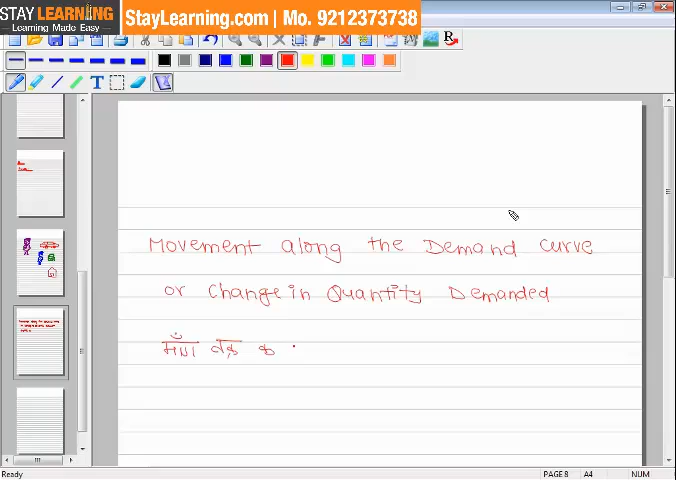 STAY LEARNING
Learning Made Easy
StayLearning.com | Mo. 9212373738
Movement along the Demand Curve
or Change in Quantity Demanded
माँग वक्र
Ready
PAGE 8 A4 NUM